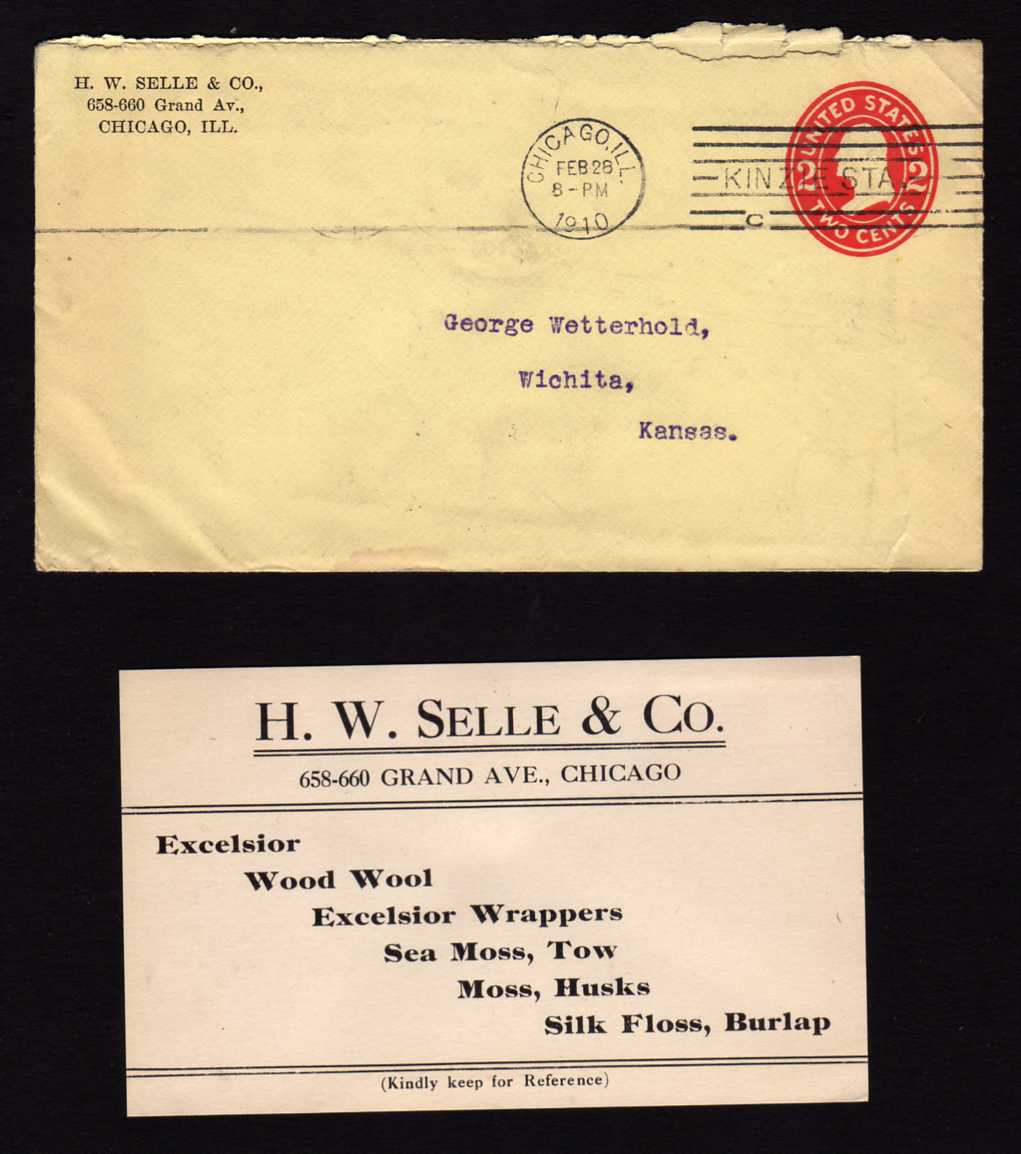 H. W. SELLE & CO.,
658-660 Grand Av.,
CHICAGO, ILL.
CHICAGO, ILL.
FEB 28
8 - PM
1910
KINZIE STA.
C
UNITED STATES
2 2
TWO CENTS
George Wetterhold,
Wichita,
Kansas.
H. W. SELLE & CO.
658-660 GRAND AVE., CHICAGO
Excelsior
Wood Wool
Excelsior Wrappers
Sea Moss, Tow
Moss, Husks
Silk Floss, Burlap
(Kindly keep for Reference)